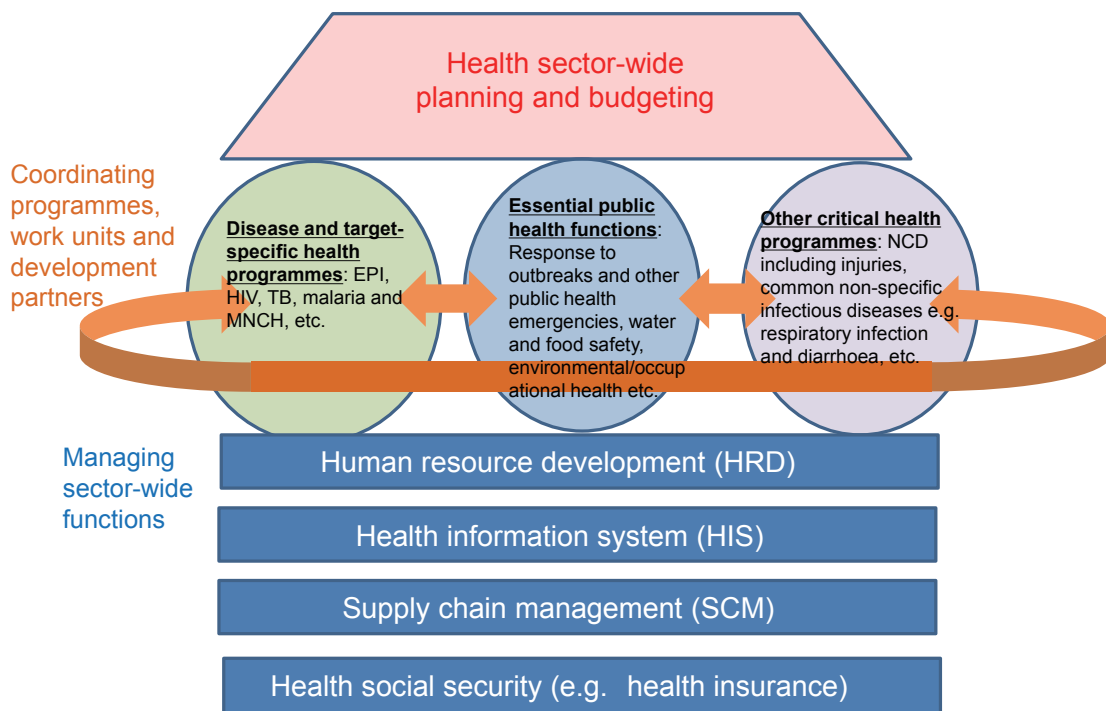 Health sector-wide
planning and budgeting
Coordinating
programmes,
work units and
development
partners
Disease and target-
specific health
programmes: EPI,
HIV, TB, malaria and
MNCH, etc.
Essential public
health functions:
Response to
outbreaks and other
public health
emergencies, water
and food safety,
environmental/occup
ational health etc.
Other critical health
programmes: NCD
including injuries,
common non-specific
infectious diseases e.g.
respiratory infection
and diarrhoea, etc.
Managing
sector-wide
functions
Human resource development (HRD)
Health information system (HIS)
Supply chain management (SCM)
Health social security (e.g. health insurance)